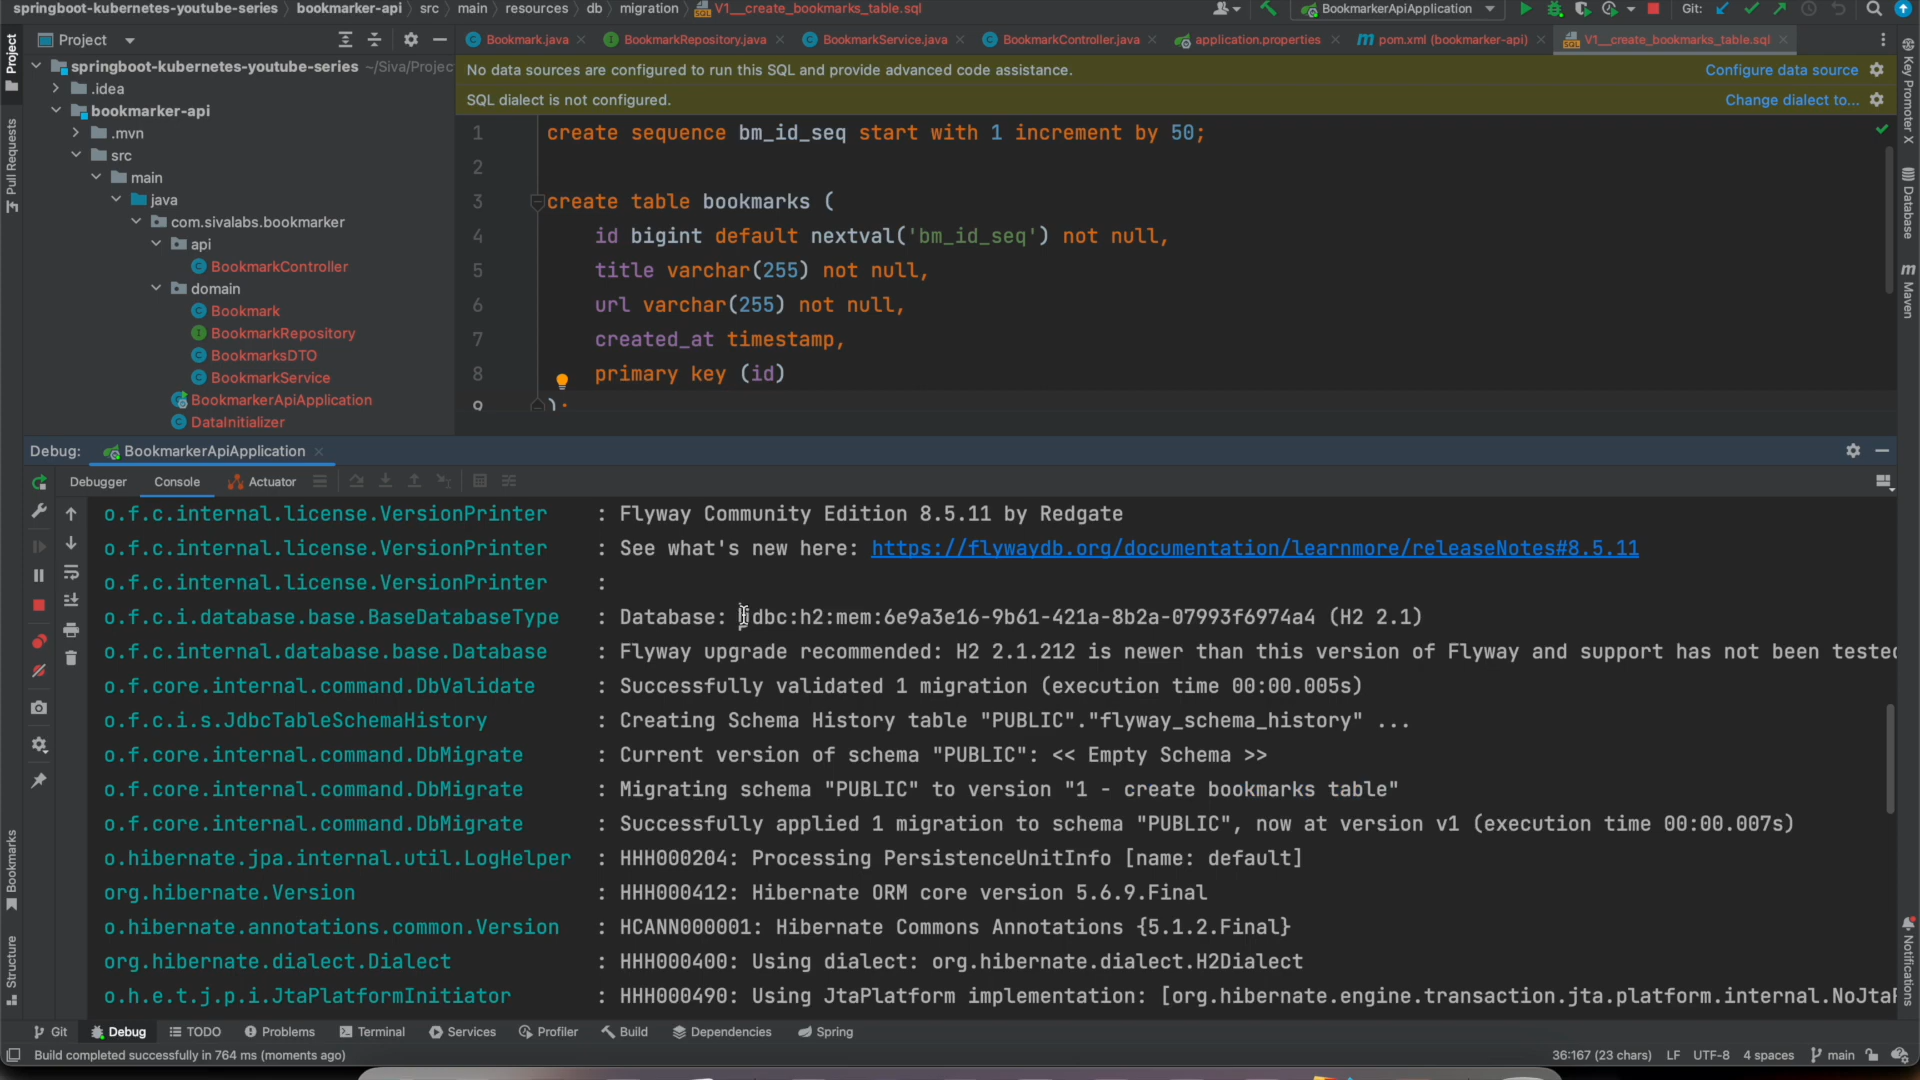 springboot-kubernetes-youtube-series
bookmarker-api
src
main
resources
db
migration
V1__create_bookmarks_table.sql
BookmarkerApiApplication
Git:
Project
Bookmark.java
BookmarkRepository.java
BookmarkService.java
BookmarkController.java
application.properties
pom.xml (bookmarker-api)
V1__create_bookmarks_table.sql
Project
Pull Requests
Bookmarks
Structure
springboot-kubernetes-youtube-series ~/Siva/Projec
.idea
bookmarker-api
.mvn
src
main
java
com.sivalabs.bookmarker
api
BookmarkController
domain
Bookmark
BookmarkRepository
BookmarksDTO
BookmarkService
BookmarkerApiApplication
DataInitializer
No data sources are configured to run this SQL and provide advanced code assistance.
Configure data source
SQL dialect is not configured.
Change dialect to...
1 create sequence bm_id_seq start with 1 increment by 50;
2
3 create table bookmarks (
4 id bigint default nextval('bm_id_seq') not null,
5 title varchar(255) not null,
6 url varchar(255) not null,
7 created_at timestamp,
8 primary key (id)
9 );
Key Promoter X
Database
m Maven
Notifications
Debug: BookmarkerApiApplication
Debugger
Console
Actuator
o.f.c.internal.license.VersionPrinter : Flyway Community Edition 8.5.11 by Redgate
o.f.c.internal.license.VersionPrinter : See what's new here: https://flywaydb.org/documentation/learnmore/releaseNotes#8.5.11
o.f.c.internal.license.VersionPrinter :
o.f.c.i.database.base.BaseDatabaseType : Database: jdbc:h2:mem:6e9a3e16-9b61-421a-8b2a-07993f6974a4 (H2 2.1)
o.f.c.internal.database.base.Database : Flyway upgrade recommended: H2 2.1.212 is newer than this version of Flyway and support has not been tested
o.f.core.internal.command.DbValidate : Successfully validated 1 migration (execution time 00:00.005s)
o.f.c.i.s.JdbcTableSchemaHistory : Creating Schema History table "PUBLIC"."flyway_schema_history" ...
o.f.core.internal.command.DbMigrate : Current version of schema "PUBLIC": << Empty Schema >>
o.f.core.internal.command.DbMigrate : Migrating schema "PUBLIC" to version "1 - create bookmarks table"
o.f.core.internal.command.DbMigrate : Successfully applied 1 migration to schema "PUBLIC", now at version v1 (execution time 00:00.007s)
o.hibernate.jpa.internal.util.LogHelper : HHH000204: Processing PersistenceUnitInfo [name: default]
org.hibernate.Version : HHH000412: Hibernate ORM core version 5.6.9.Final
o.hibernate.annotations.common.Version : HCANN000001: Hibernate Commons Annotations {5.1.2.Final}
org.hibernate.dialect.Dialect : HHH000400: Using dialect: org.hibernate.dialect.H2Dialect
o.h.e.t.j.p.i.JtaPlatformInitiator : HHH000490: Using JtaPlatform implementation: [org.hibernate.engine.transaction.jta.platform.internal.NoJtaP
Git
Debug
TODO
Problems
Terminal
Services
Profiler
Build
Dependencies
Spring
Build completed successfully in 764 ms (moments ago)
36:167 (23 chars)
LF
UTF-8
4 spaces
main